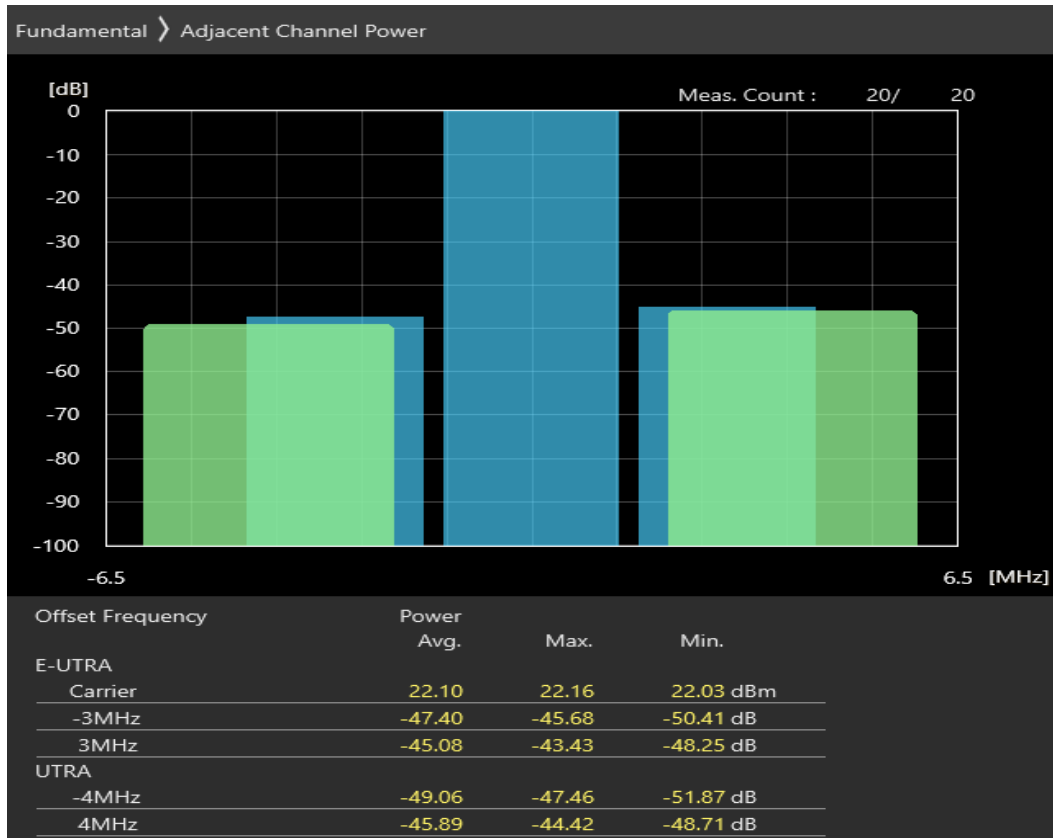 Fundamental 〉 Adjacent Channel Power
[dB]
Meas. Count : 20/ 20
0
-10
-20
-30
-40
-50
-60
-70
-80
-90
-100
-6.5 6.5 [MHz]
Offset Frequency Power
Avg. Max. Min.
E-UTRA
Carrier 22.10 22.16 22.03 dBm
-3MHz -47.40 -45.68 -50.41 dB
3MHz -45.08 -43.43 -48.25 dB
UTRA
-4MHz -49.06 -47.46 -51.87 dB
4MHz -45.89 -44.42 -48.71 dB